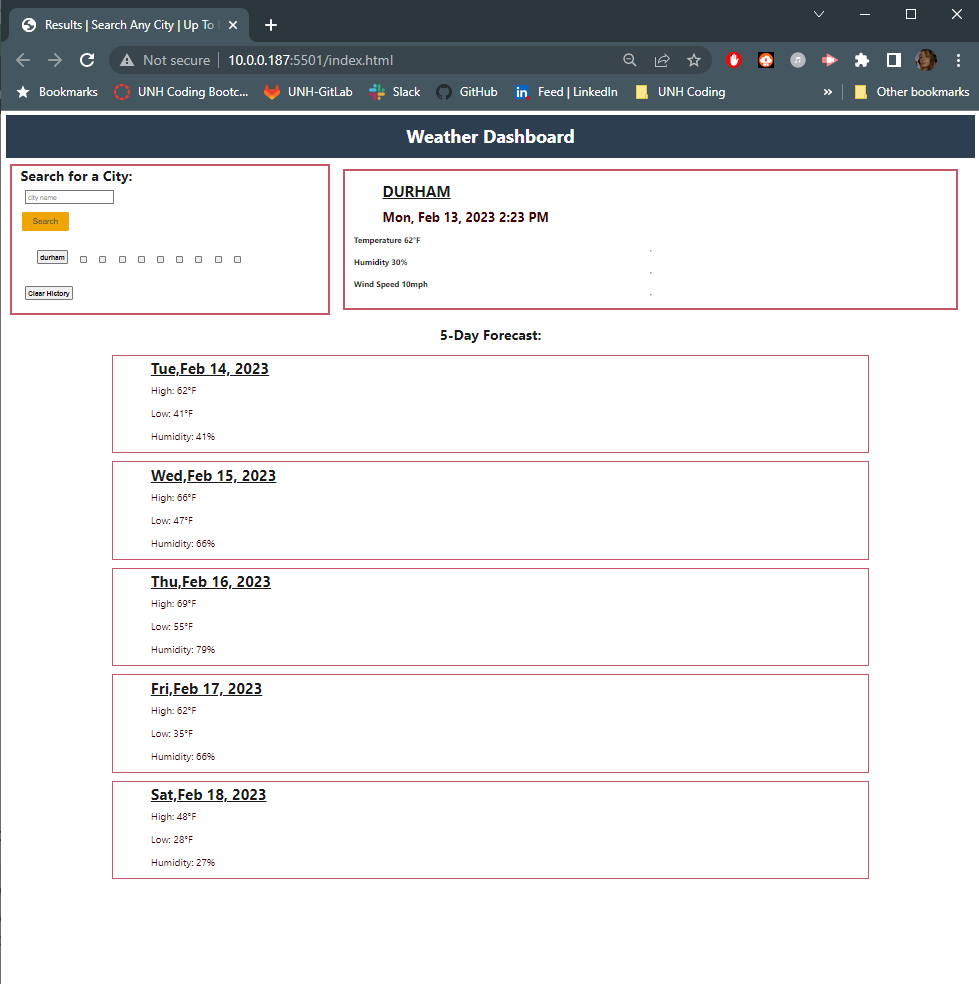 Results | Search Any City | Up To
Not secure | 10.0.0.187:5501/index.html
Bookmarks UNH Coding Bootc... UNH-GitLab Slack GitHub Feed | LinkedIn UNH Coding » Other bookmarks
Weather Dashboard
Search for a City:
city name
Search
durham
Clear History
DURHAM
Mon, Feb 13, 2023 2:23 PM
Temperature 62°F
Humidity 30%
Wind Speed 10mph
5-Day Forecast:
Tue,Feb 14, 2023
High: 62°F
Low: 41°F
Humidity: 41%
Wed,Feb 15, 2023
High: 66°F
Low: 47°F
Humidity: 66%
Thu,Feb 16, 2023
High: 69°F
Low: 55°F
Humidity: 79%
Fri,Feb 17, 2023
High: 62°F
Low: 35°F
Humidity: 66%
Sat,Feb 18, 2023
High: 48°F
Low: 28°F
Humidity: 27%